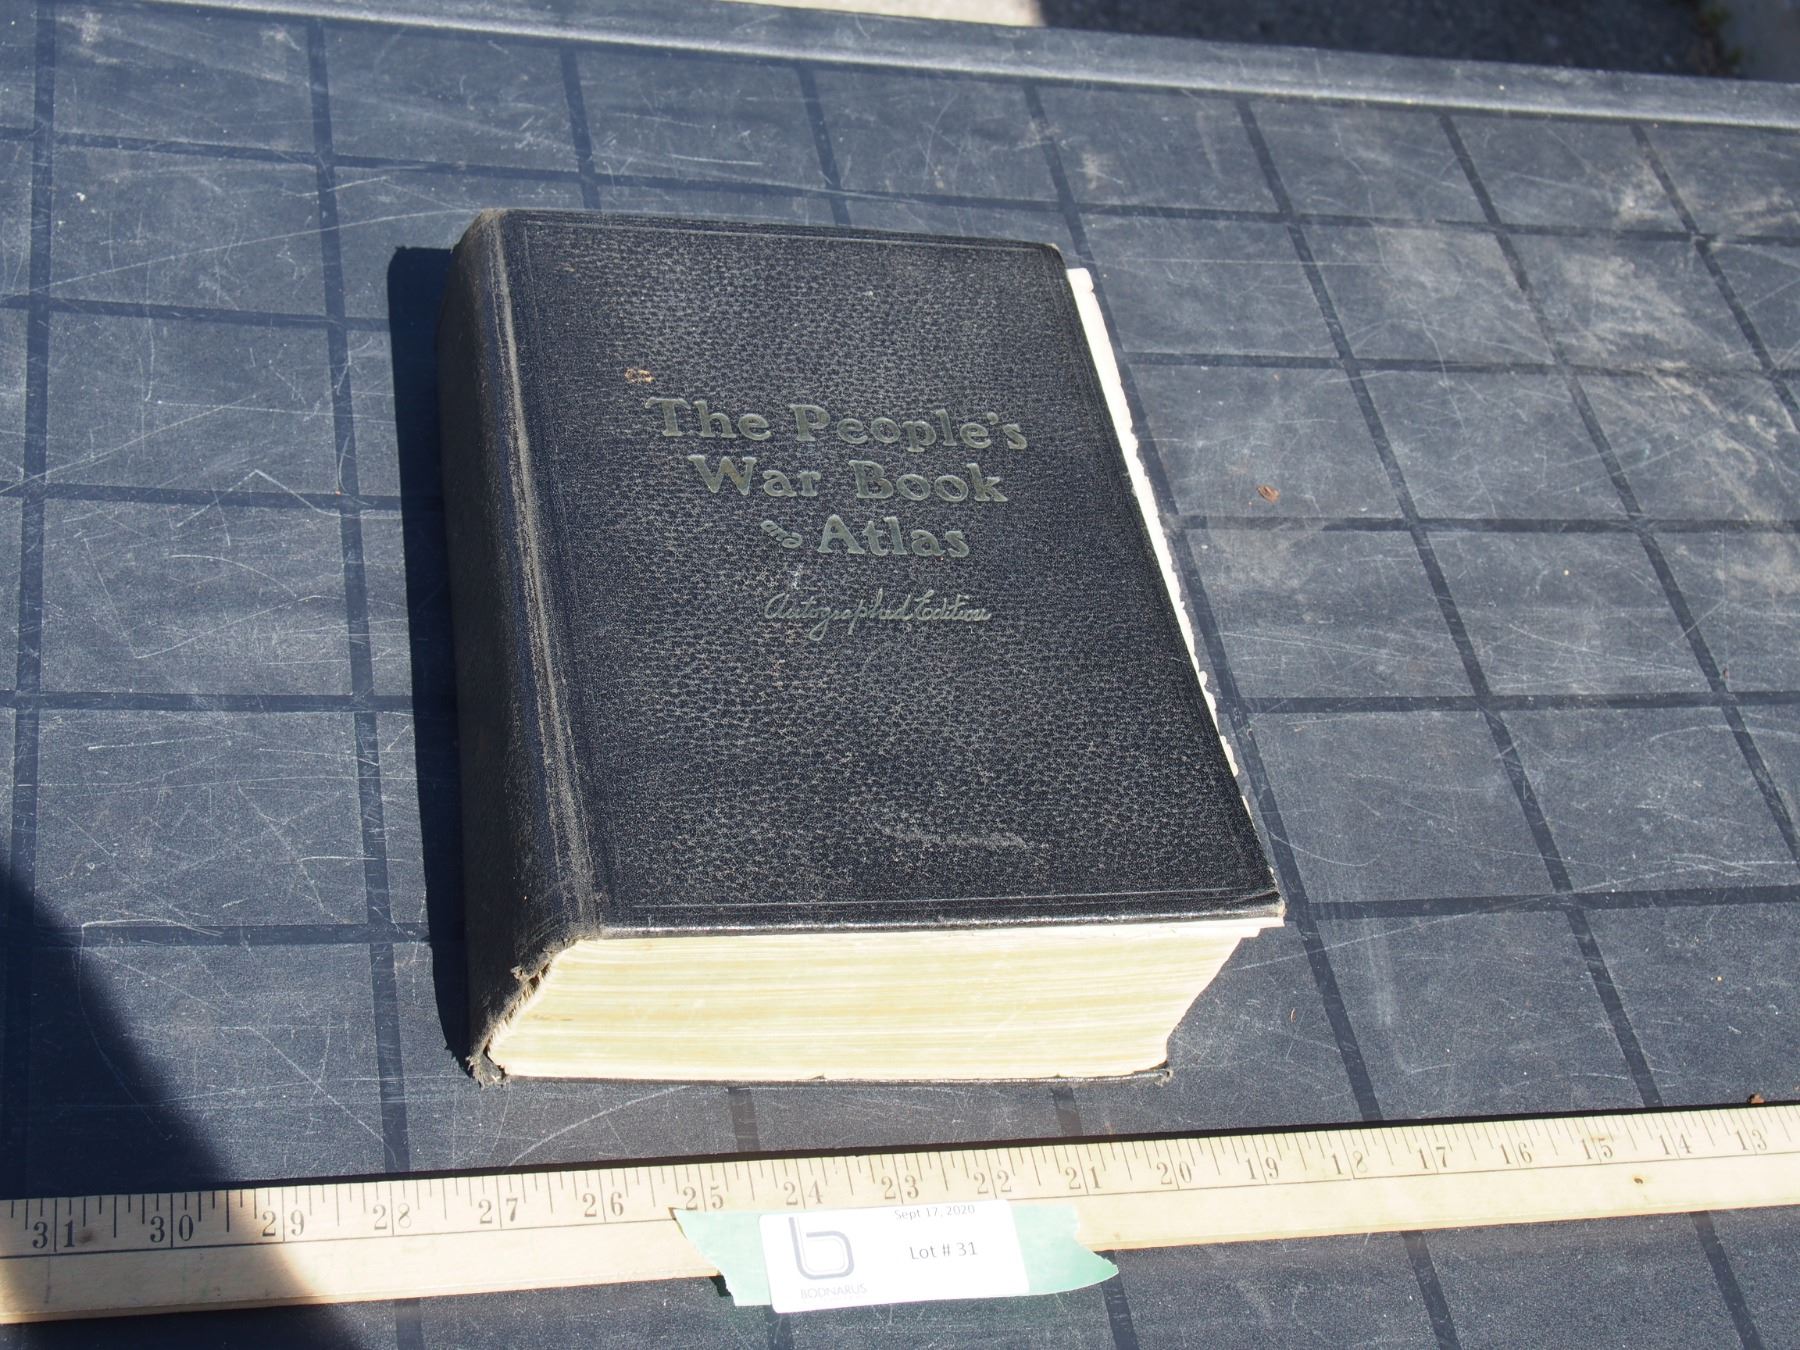 The People's
War Book
and Atlas
Autographed Edition
31 30 29 28 27 26 25 24 23 22 21 20 19 18 17 16 15 14 13
Sept 17, 2020
Lot # 31
b
BODNARUS